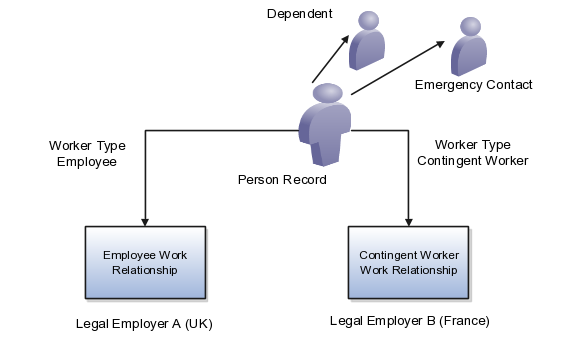 Dependent
Emergency Contact
Worker Type
Employee
Worker Type
Contingent Worker
Person Record
Employee Work
Relationship
Contingent Worker
Work Relationship
Legal Employer A (UK)
Legal Employer B (France)